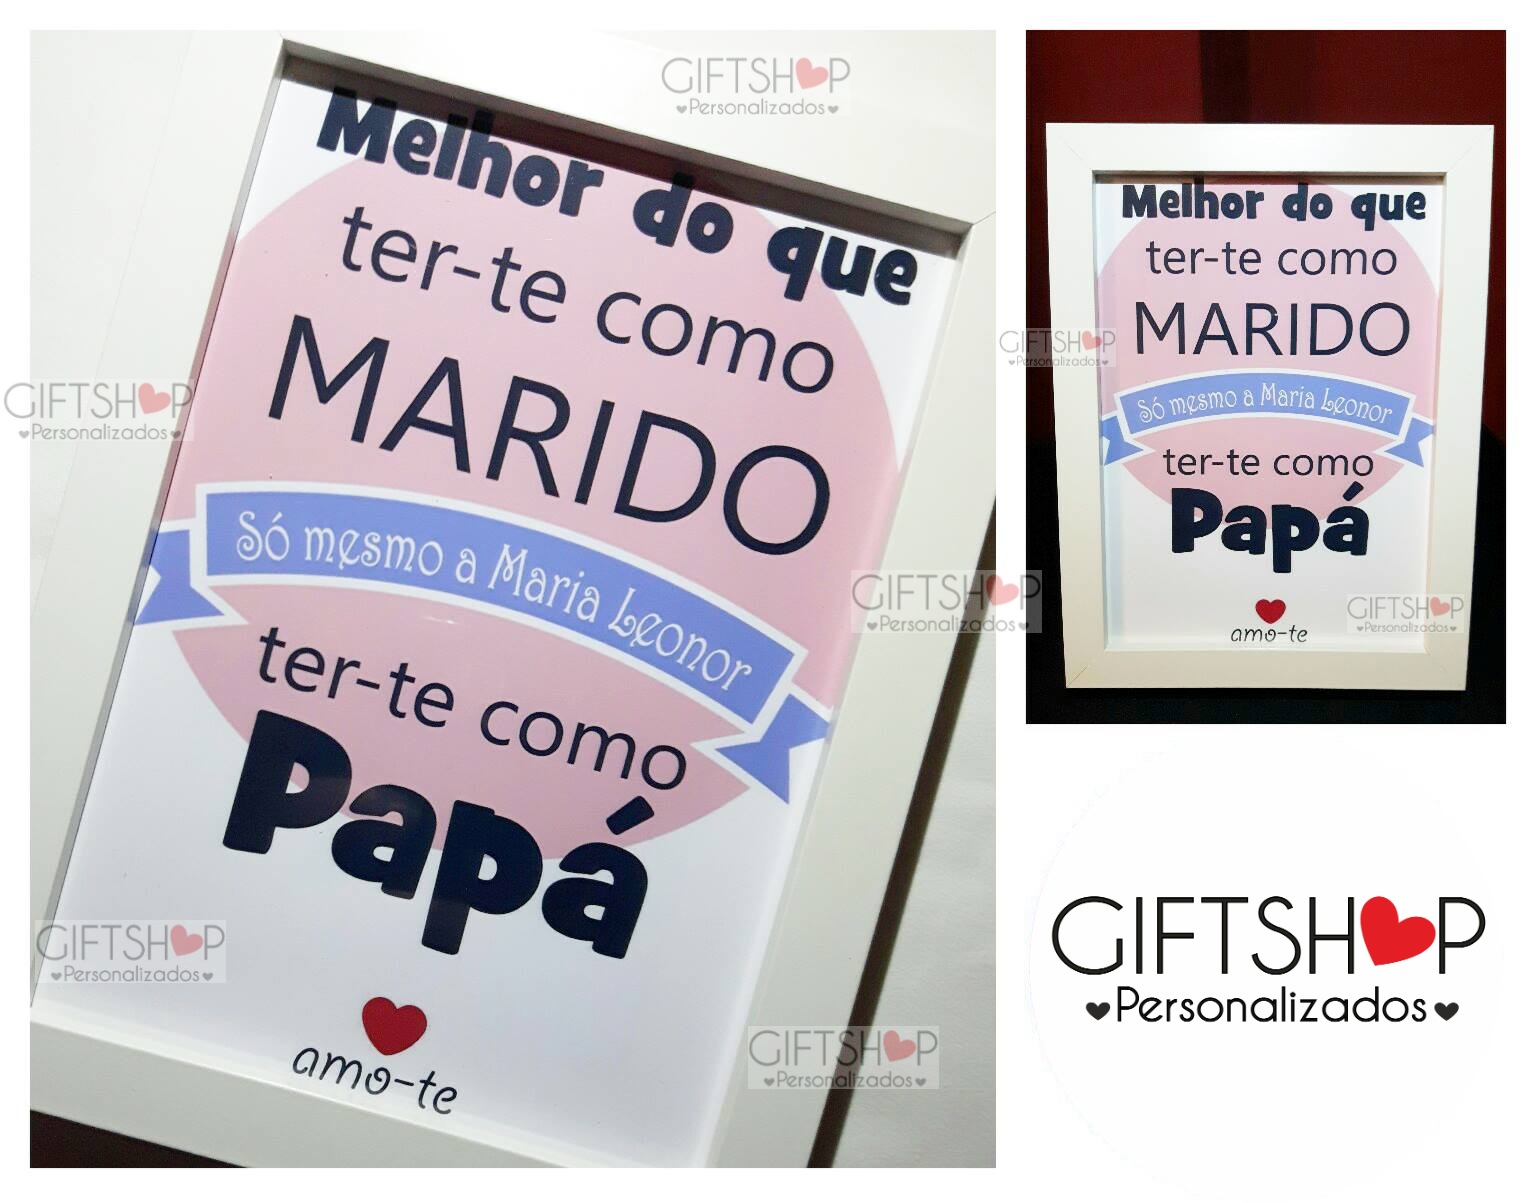 GIFTSHOP
Personalizados
Melhor do que
ter-te como
MARIDO
Só mesmo a Maria Leonor
ter-te como
Papá
amo-te
GIFTSHOP
Personalizados
GIFTSHOP
Personalizados
GIFTSHOP
Personalizados
GIFTSHOP
Personalizados
Melhor do que
ter-te como
MARIDO
Só mesmo a Maria Leonor
ter-te como
Papá
amo-te
GIFTSHOP
Personalizados
GIFTSHOP
Personalizados
GIFTSHOP
Personalizados